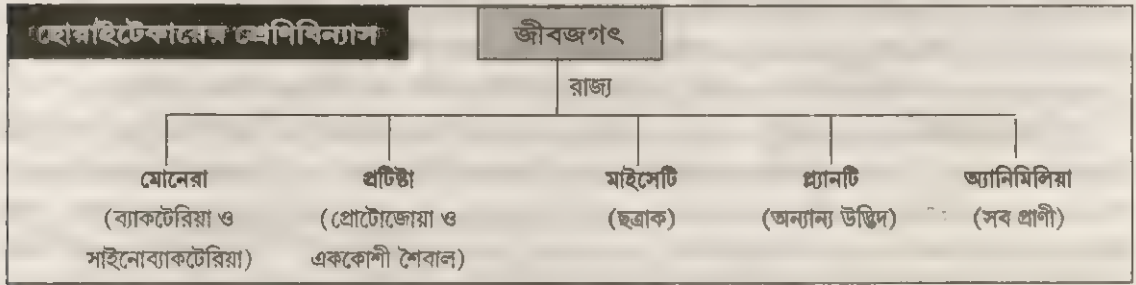 হোয়াইটেকারের শ্রেণিবিন্যাস
জীবজগৎ
রাজ্য
মোনেরা
(ব্যাকটেরিয়া ও
সাইনোব্যাকটেরিয়া)
প্রটিষ্টা
(প্রোটোজোয়া ও
এককোশী শৈবাল)
মাইসেটি
(ছত্রাক)
প্ল্যানটি
(অন্যান্য উদ্ভিদ)
অ্যানিমিলিয়া
(সব প্রাণী)